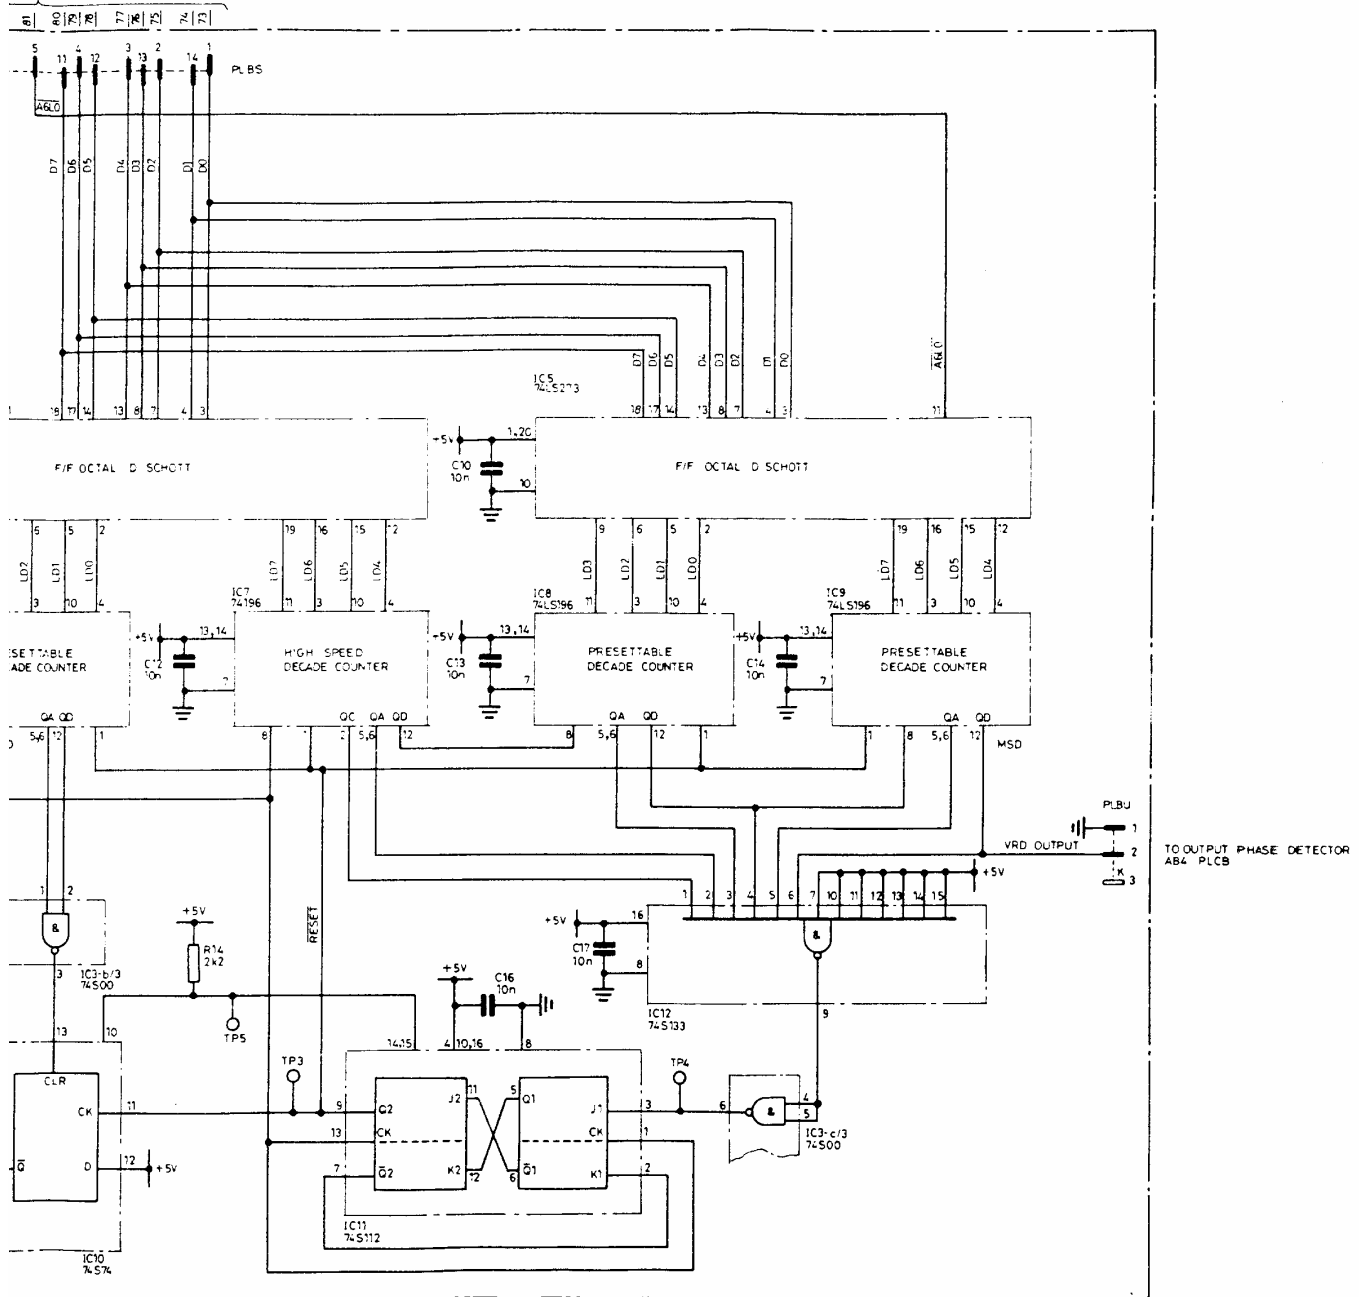 81 80 79 78 77 76 75 74 73
5 11 4 12 3 13 2 14 1
PLBS
A6L0
D7 D6 D5 D4 D3 D2 D1 D0
D7 D6 D5 D4 D3 D2 D1 D0 A6L0
IC5
74LS273
18 17 14 13 8 7 4 3
18 17 14 13 8 7 4 3 11
+5V 1,20
C10
10n
10
F/F OCTAL D SCHOTT
F/F OCTAL D SCHOTT
6 5 2 19 16 15 12
9 6 5 2 19 16 15 12
LD2 LD1 LD0 LD7 LD6 LD5 LD4
LD3 LD2 LD1 LD0 LD7 LD6 LD5 LD4
IC7
74196
IC8
74LS196
IC9
74LS196
3 10 4 11 3 10 4
11 3 10 4 11 3 10 4
+5V 13,14 +5V 13,14 +5V 13,14
ESETTABLE
ADE COUNTER
C12
10n
7
HIGH SPEED
DECADE COUNTER
C13
10n
7
PRESETTABLE
DECADE COUNTER
C14
10n
7
PRESETTABLE
DECADE COUNTER
QA QD QC QA QD QA QD QA QD
5,6 12 1 8 1 2 5,6 12 8 5,6 12 1 1 8 5,6 12
MSD
PLBU
1
VRD OUTPUT 2
K
3
TO OUTPUT PHASE DETECTOR
AB4 PLCB
1 2
&
3
IC3-b/3
74S00
+5V
R14
2k2
TP5
RESET
1 2 3 4 5 6 7 10 11 12 13 14 15
+5V
+5V 16
C17
10n
8
&
9
IC12
74S133
+5V
C16
10n
13 10
14,15 4 10,16 8
TP3
TP4
CLR
CK 11
Q D 12 +5V
IC10
74S74
9 Q2 J2 11
13 CK
7 Q2 K2 12
5 Q1 J1 3
CK 1
6 Q1 K1 2
IC11
74S112
6 & 4
5
IC3-c/3
74S00